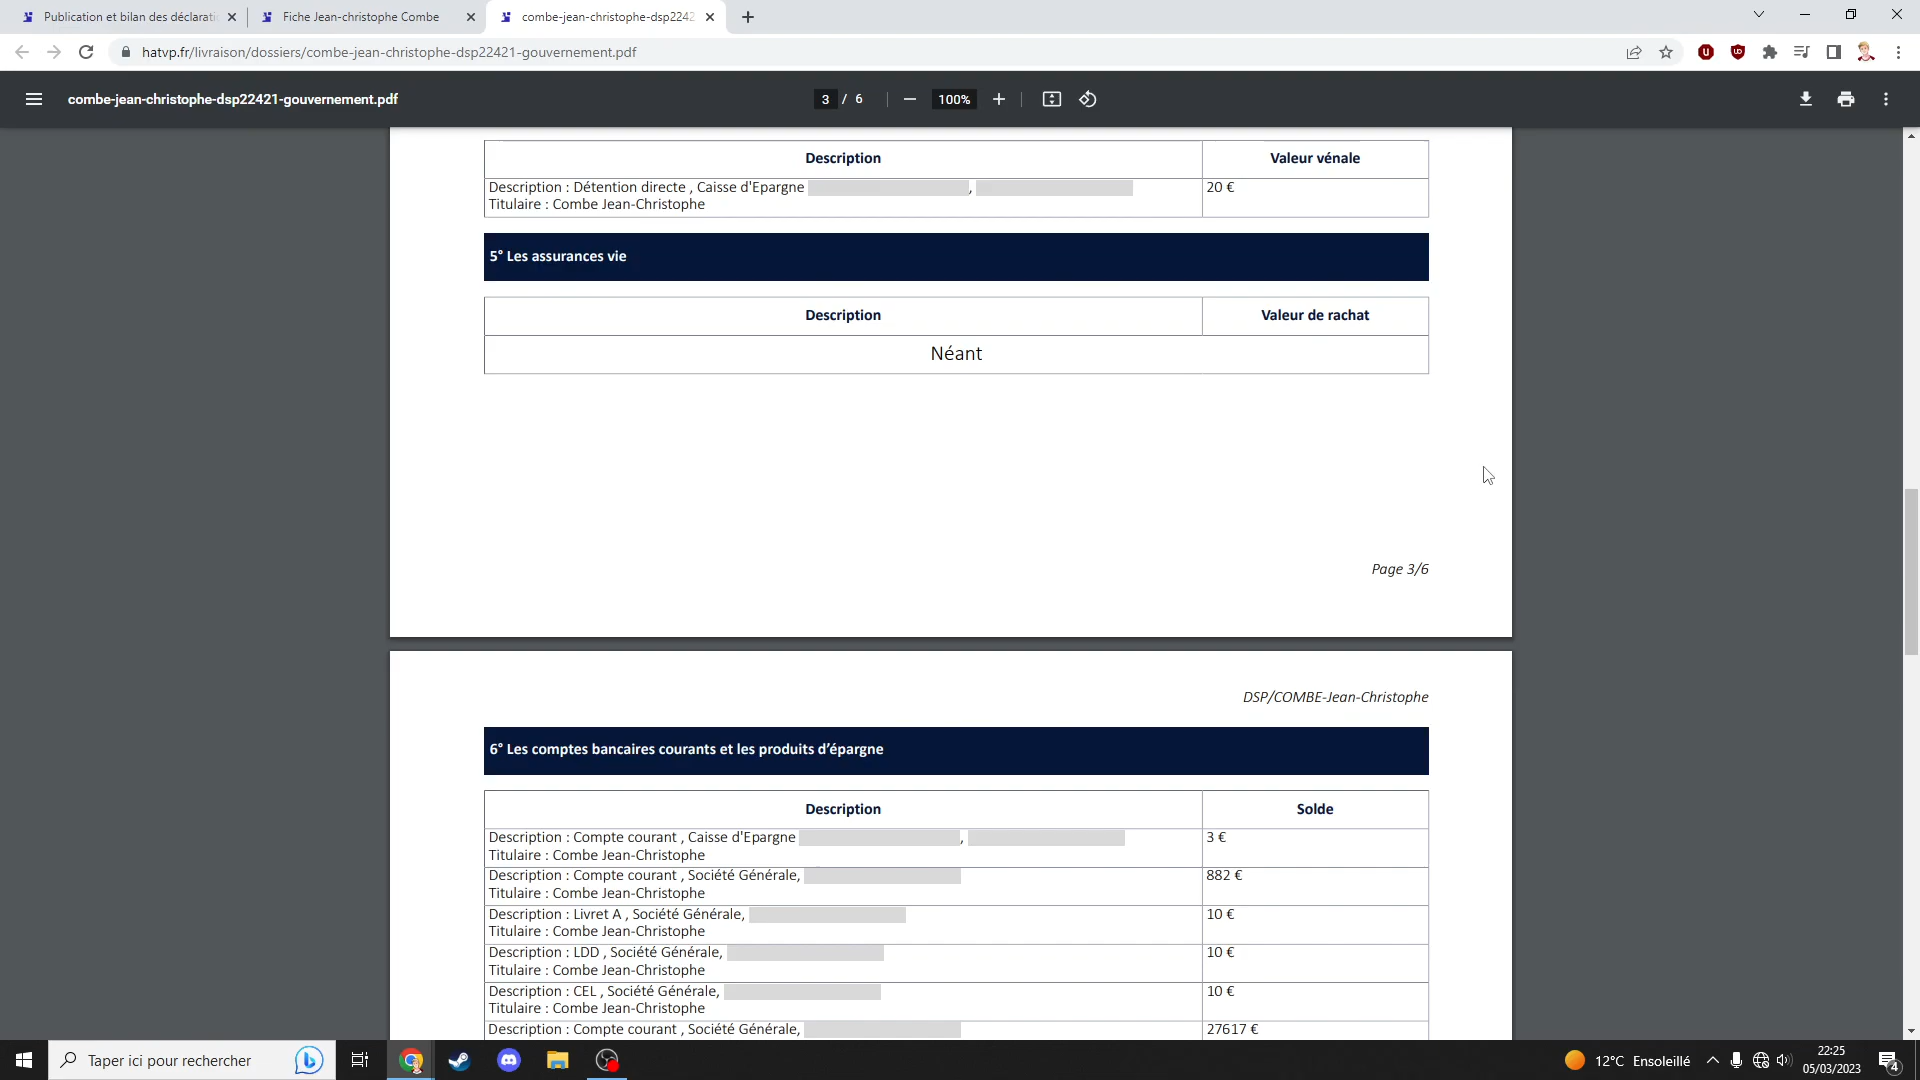 Publication et bilan des déclarati
Fiche Jean-christophe Combe
combe-jean-christophe-dsp2242
hatvp.fr/livraison/dossiers/combe-jean-christophe-dsp22421-gouvernement.pdf
combe-jean-christophe-dsp22421-gouvernement.pdf
3 / 6
100%
Description Valeur vénale
Description : Détention directe , Caisse d'Epargne , 20 €
Titulaire : Combe Jean-Christophe
5° Les assurances vie
Description Valeur de rachat
Néant
Page 3/6
DSP/COMBE-Jean-Christophe
6° Les comptes bancaires courants et les produits d’épargne
Description Solde
Description : Compte courant , Caisse d'Epargne , 3 €
Titulaire : Combe Jean-Christophe
Description : Compte courant , Société Générale, 882 €
Titulaire : Combe Jean-Christophe
Description : Livret A , Société Générale, 10 €
Titulaire : Combe Jean-Christophe
Description : LDD , Société Générale, 10 €
Titulaire : Combe Jean-Christophe
Description : CEL , Société Générale, 10 €
Titulaire : Combe Jean-Christophe
Description : Compte courant , Société Générale, 27617 €
Taper ici pour rechercher
12°C Ensoleillé
22:25
05/03/2023
4